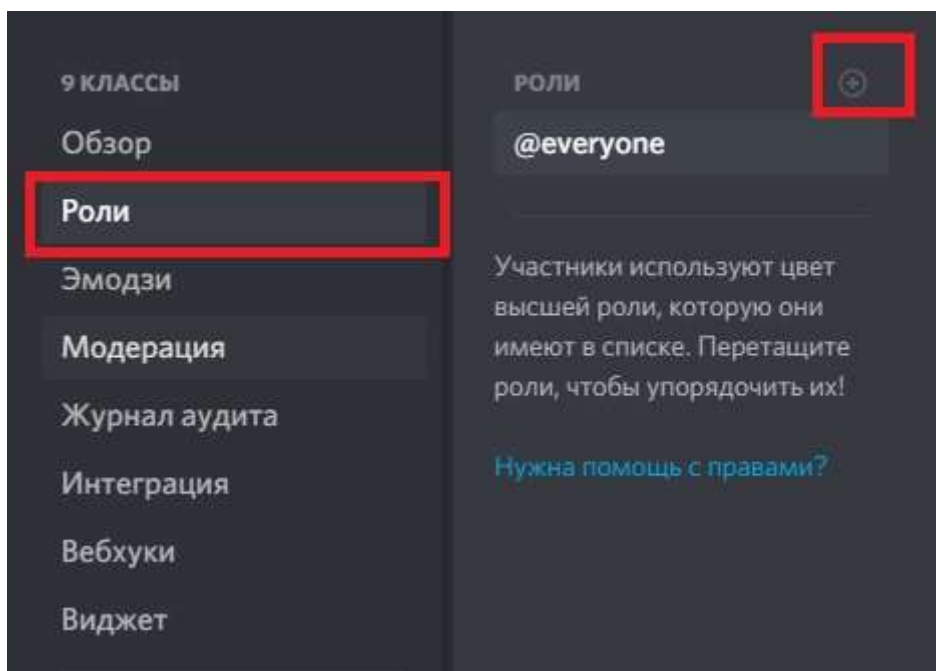 9 КЛАССЫ
Обзор
Роли
Эмодзи
Модерация
Журнал аудита
Интеграция
Вебхуки
Виджет
РОЛИ
@everyone
Участники используют цвет
высшей роли, которую они
имеют в списке. Перетащите
роли, чтобы упорядочить их!
Нужна помощь с правами?